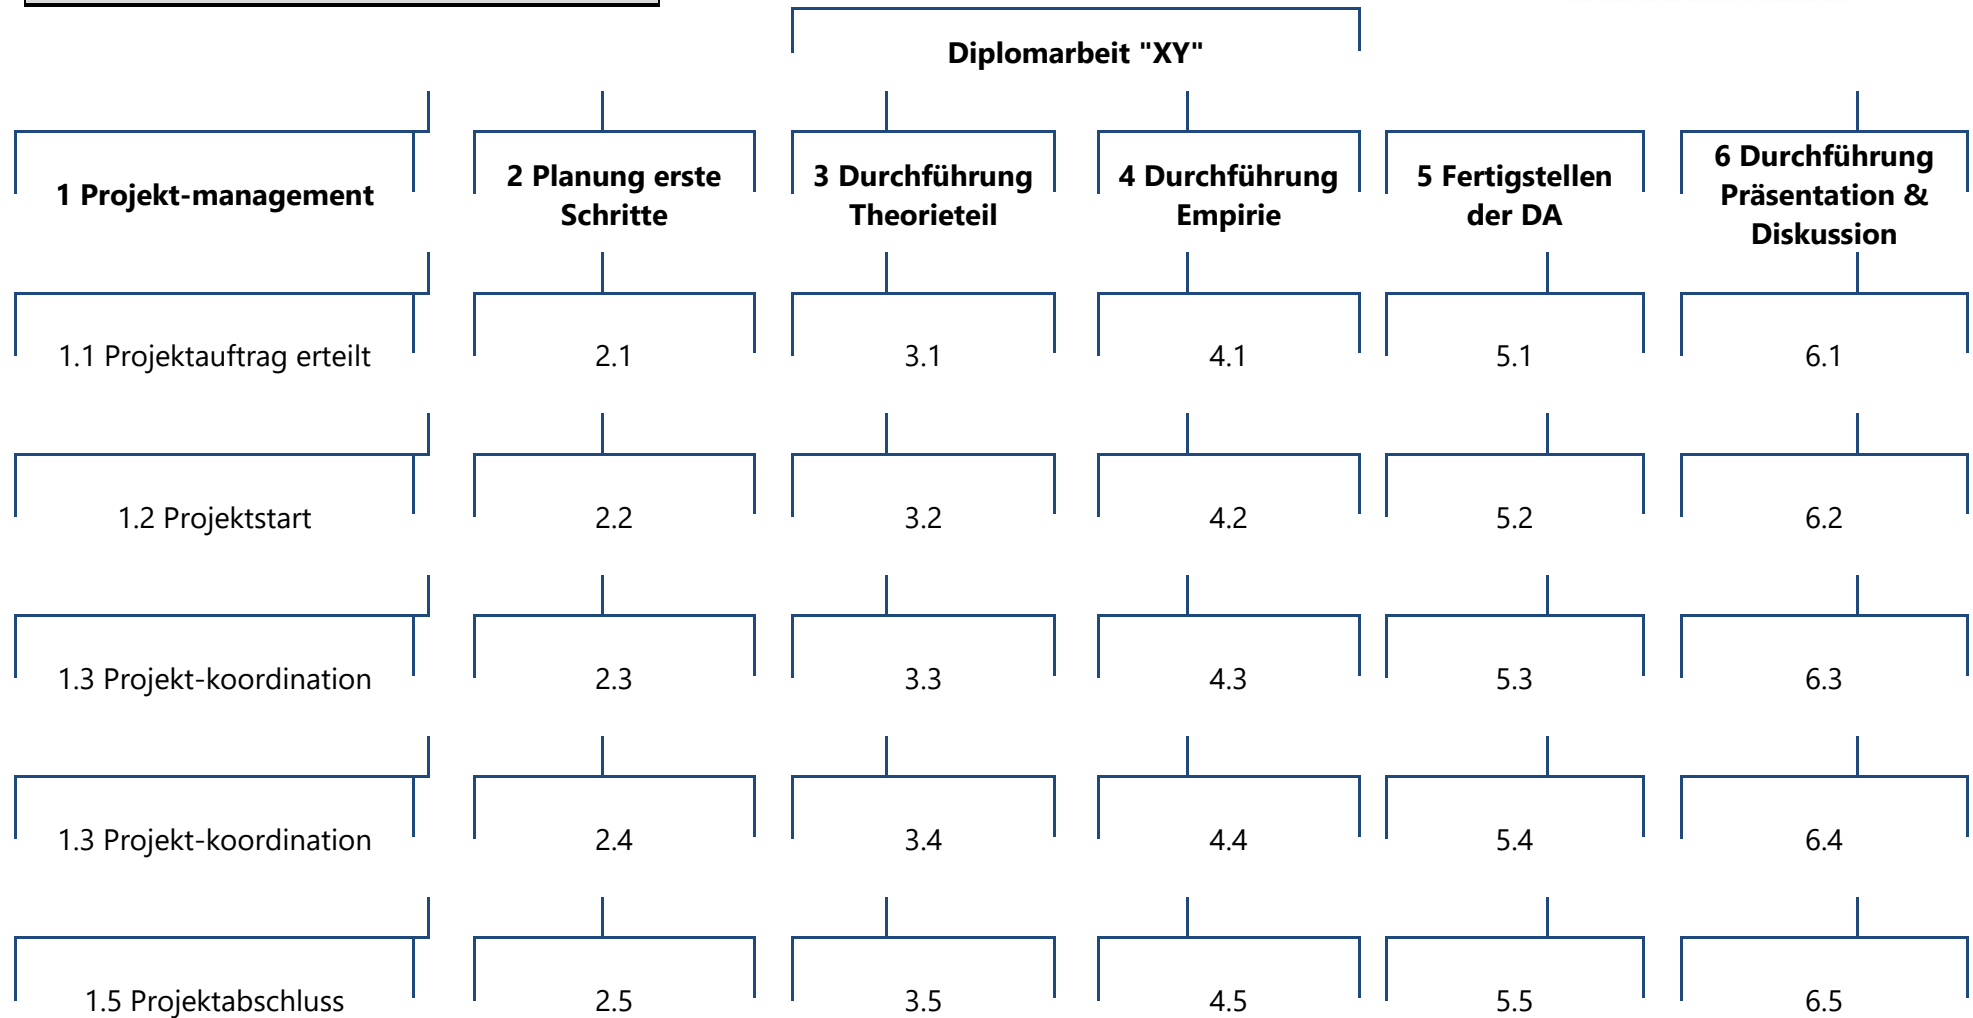 Diplomarbeit "XY"
1 Projekt-management
2 Planung erste
Schritte
3 Durchführung
Theorieteil
4 Durchführung
Empirie
5 Fertigstellen
der DA
6 Durchführung
Präsentation &
Diskussion
1.1 Projektauftrag erteilt
2.1
3.1
4.1
5.1
6.1
1.2 Projektstart
2.2
3.2
4.2
5.2
6.2
1.3 Projekt-koordination
2.3
3.3
4.3
5.3
6.3
1.3 Projekt-koordination
2.4
3.4
4.4
5.4
6.4
1.5 Projektabschluss
2.5
3.5
4.5
5.5
6.5